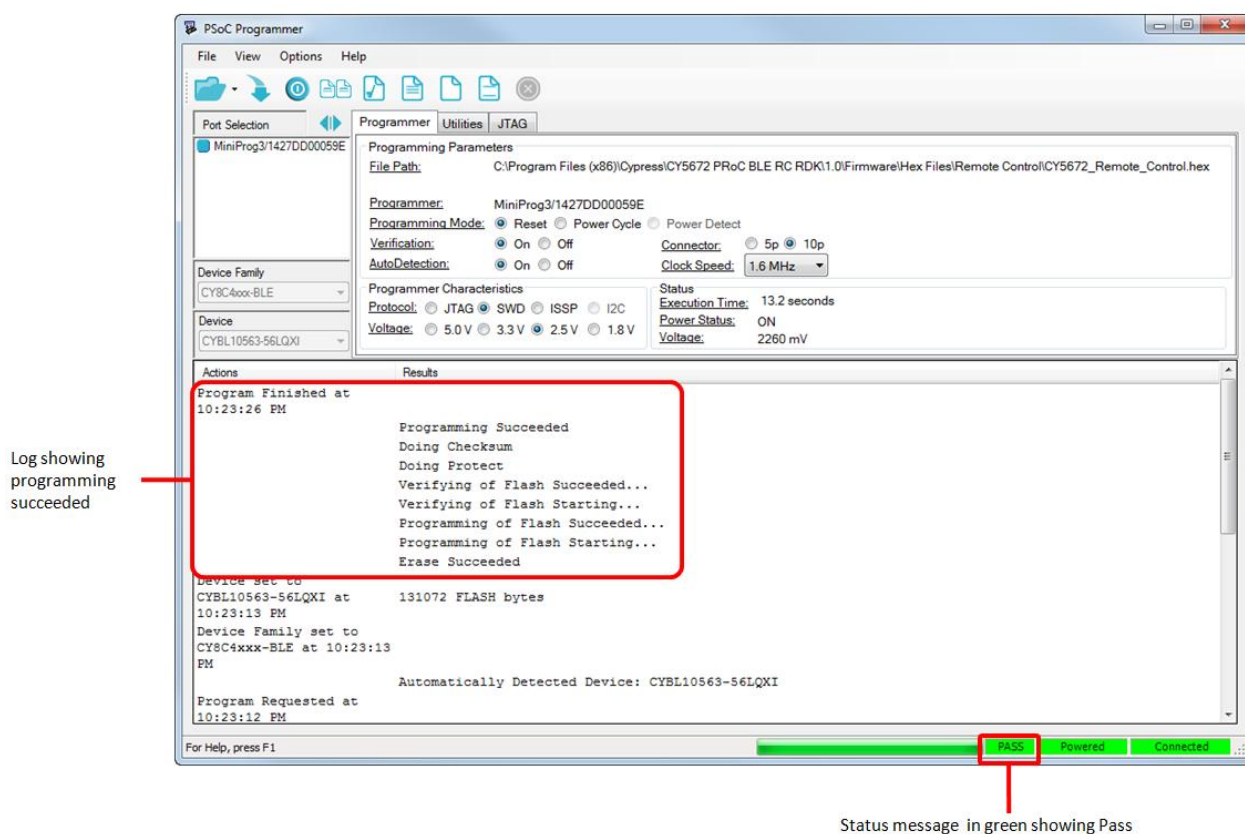 PSoC Programmer
File View Options Help
Port Selection
MiniProg3/1427DD00059E
Programmer Utilities JTAG
Programming Parameters
File Path: C:\Program Files (x86)\Cypress\CY5672 PRoC BLE RC RDK\1.0\Firmware\Hex Files\Remote Control\CY5672_Remote_Control.hex
Programmer: MiniProg3/1427DD00059E
Programming Mode: Reset Power Cycle Power Detect
Verification: On Off Connector: 5p 10p
AutoDetection: On Off Clock Speed: 1.6 MHz
Device Family
CY8C4xxx-BLE
Device
CYBL10563-56LQXI
Programmer Characteristics
Protocol: JTAG SWD ISSP I2C
Voltage: 5.0 V 3.3 V 2.5 V 1.8 V
Status
Execution Time: 13.2 seconds
Power Status: ON
Voltage: 2260 mV
Actions Results
Program Finished at
10:23:26 PM
Programming Succeeded
Doing Checksum
Doing Protect
Verifying of Flash Succeeded...
Verifying of Flash Starting...
Programming of Flash Succeeded...
Programming of Flash Starting...
Erase Succeeded
Device set to
CYBL10563-56LQXI at 131072 FLASH bytes
10:23:13 PM
Device Family set to
CY8C4xxx-BLE at 10:23:13
PM
Automatically Detected Device: CYBL10563-56LQXI
Program Requested at
10:23:12 PM
For Help, press F1
PASS Powered Connected
Log showing
programming
succeeded
Status message in green showing Pass